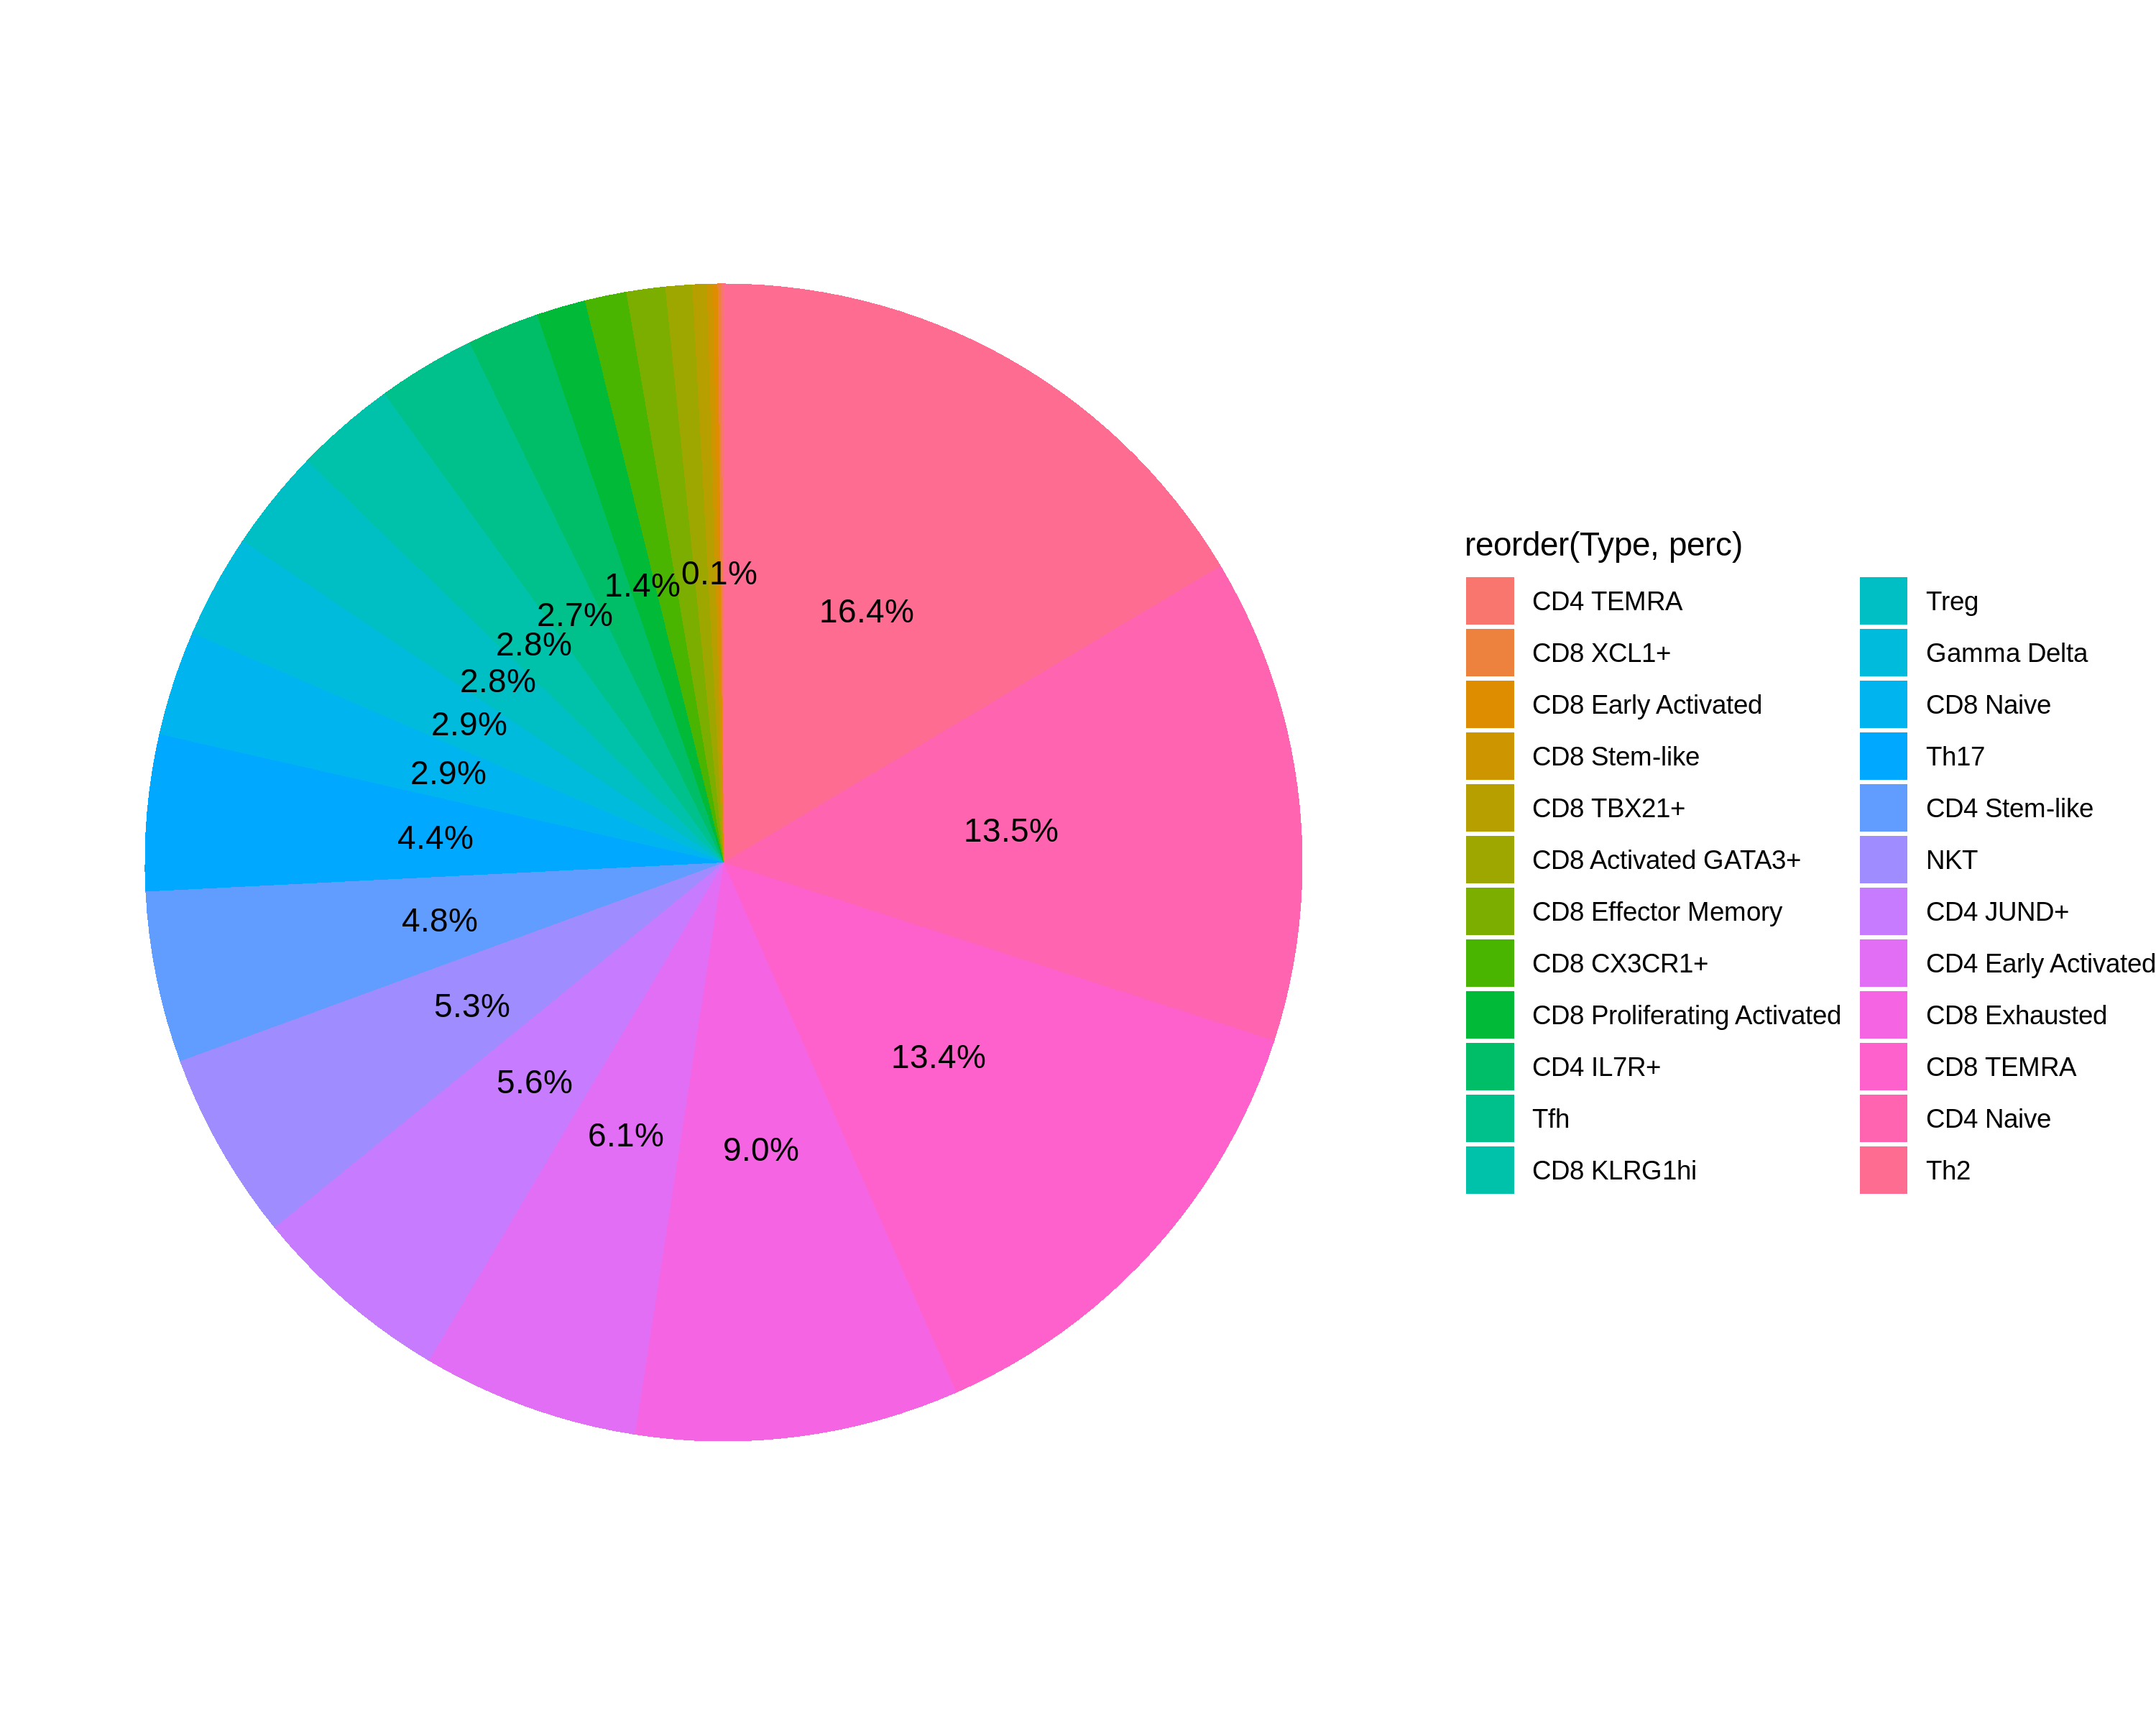 0.1%
1.4%
16.4%
2.7%
2.8%
2.8%
2.9%
2.9%
13.5%
4.4%
4.8%
5.3%
13.4%
5.6%
6.1%
9.0%
reorder(Type, perc)
CD4 TEMRA
CD8 XCL1+
CD8 Early Activated
CD8 Stem-like
CD8 TBX21+
CD8 Activated GATA3+
CD8 Effector Memory
CD8 CX3CR1+
CD8 Proliferating Activated
CD4 IL7R+
Tfh
CD8 KLRG1hi
Treg
Gamma Delta
CD8 Naive
Th17
CD4 Stem-like
NKT
CD4 JUND+
CD4 Early Activated
CD8 Exhausted
CD8 TEMRA
CD4 Naive
Th2